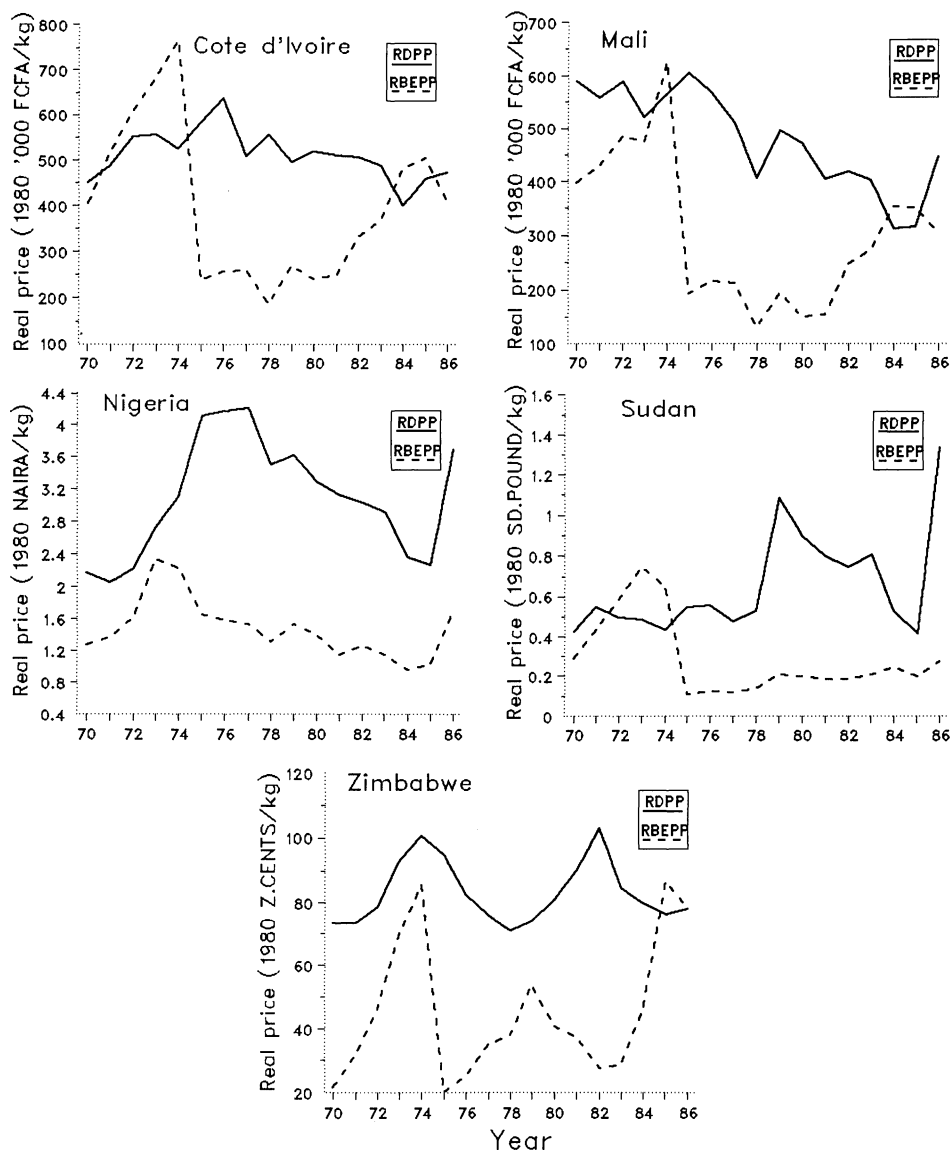 Cote d'Ivoire
RDPP
RBEPP
Real price (1980 '000 FCFA/kg)
800
700
600
500
400
300
200
100
70 72 74 76 78 80 82 84 86
Mali
RDPP
RBEPP
Real price (1980 '000 FCFA/kg)
700
600
500
400
300
200
100
70 72 74 76 78 80 82 84 86
Nigeria
RDPP
RBEPP
Real price (1980 NAIRA/kg)
4.4
4
3.6
3.2
2.8
2.4
2
1.6
1.2
0.8
0.4
70 72 74 76 78 80 82 84 86
Sudan
RDPP
RBEPP
Real price (1980 SD.POUND/kg)
1.6
1.4
1.2
1
0.8
0.6
0.4
0.2
0
70 72 74 76 78 80 82 84 86
Zimbabwe
RDPP
RBEPP
Real price (1980 Z.CENTS/kg)
120
100
80
60
40
20
70 72 74 76 78 80 82 84 86
Year